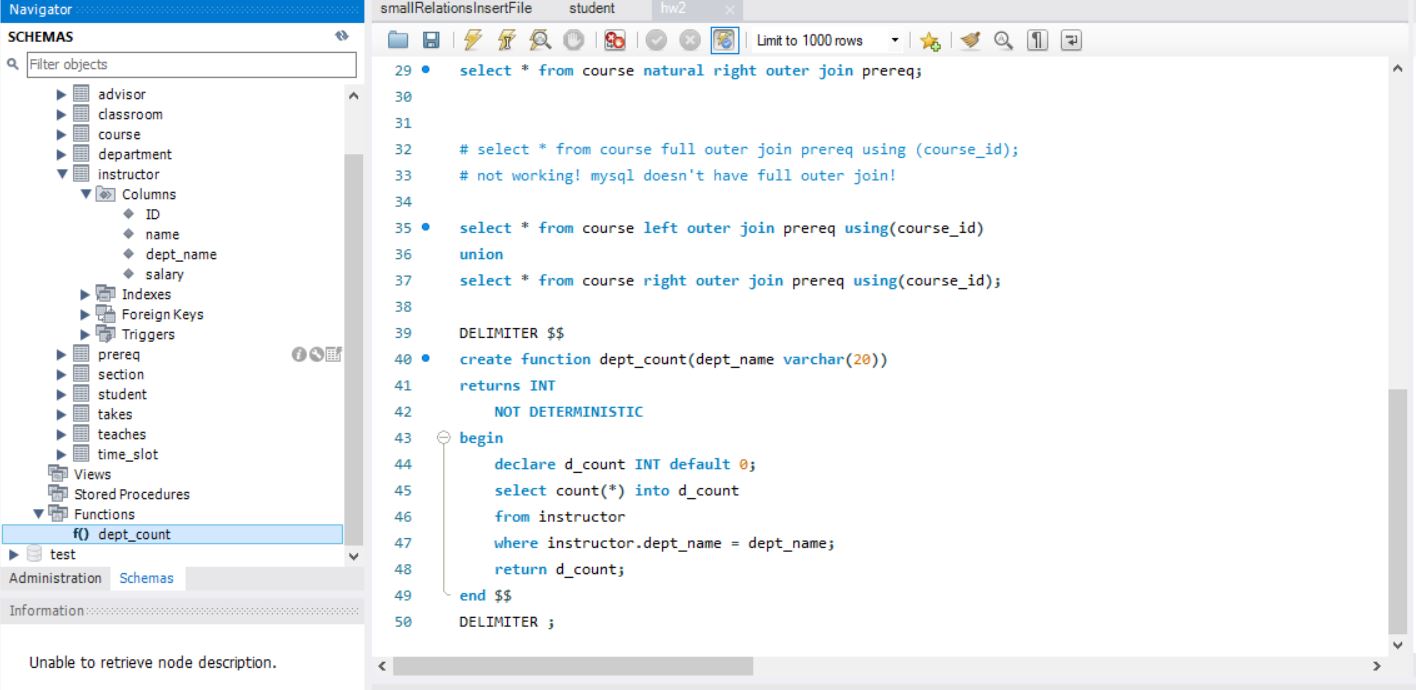 Navigator
SCHEMAS
Filter objects
advisor
classroom
course
department
instructor
Columns
ID
name
dept_name
salary
Indexes
Foreign Keys
Triggers
prereq
section
student
takes
teaches
time_slot
Views
Stored Procedures
Functions
f() dept_count
test
Administration Schemas
Information
Unable to retrieve node description.
smallRelationsInsertFile student hw2
Limit to 1000 rows
29 select * from course natural right outer join prereq;
30
31
32 # select * from course full outer join prereq using (course_id);
33 # not working! mysql doesn't have full outer join!
34
35 select * from course left outer join prereq using(course_id)
36 union
37 select * from course right outer join prereq using(course_id);
38
39 DELIMITER $$
40 create function dept_count(dept_name varchar(20))
41 returns INT
42 NOT DETERMINISTIC
43 begin
44 declare d_count INT default 0;
45 select count(*) into d_count
46 from instructor
47 where instructor.dept_name = dept_name;
48 return d_count;
49 end $$
50 DELIMITER ;